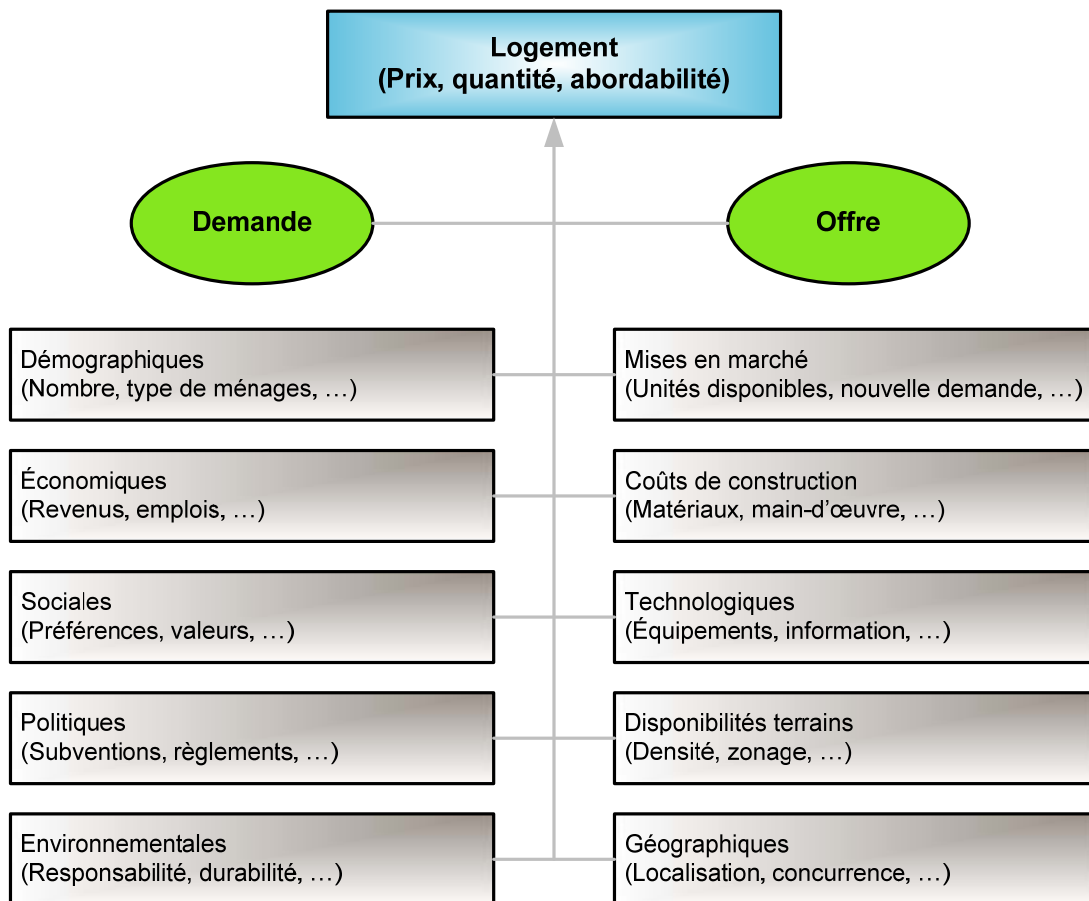 Logement
(Prix, quantité, abordabilité)
Demande
Offre
Démographiques
(Nombre, type de ménages, …)
Mises en marché
(Unités disponibles, nouvelle demande, …)
Économiques
(Revenus, emplois, …)
Coûts de construction
(Matériaux, main-d’œuvre, …)
Sociales
(Préférences, valeurs, …)
Technologiques
(Équipements, information, …)
Politiques
(Subventions, règlements, …)
Disponibilités terrains
(Densité, zonage, …)
Environnementales
(Responsabilité, durabilité, …)
Géographiques
(Localisation, concurrence, …)